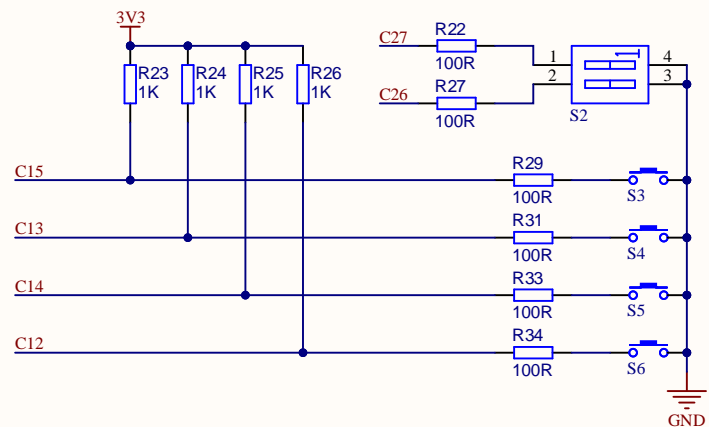 3V3
C27
R22
100R
R23
1K
R24
1K
R25
1K
R26
1K
1
4
2
3
C26
R27
100R
S2
C15
R29
100R
S3
C13
R31
100R
S4
C14
R33
100R
S5
C12
R34
100R
S6
GND